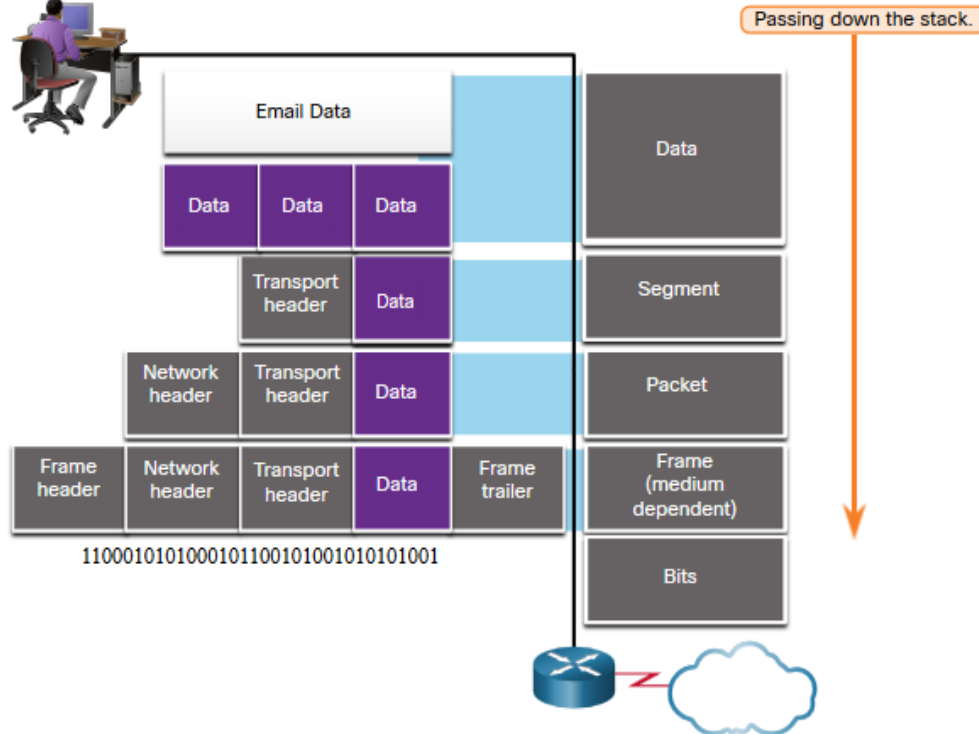 Passing down the stack.
Email Data
Data
Data
Data
Data
Transport
header
Data
Segment
Network
header
Transport
header
Data
Packet
Frame
header
Network
header
Transport
header
Data
Frame
trailer
Frame
(medium
dependent)
1100010101000101100101001010101001
Bits